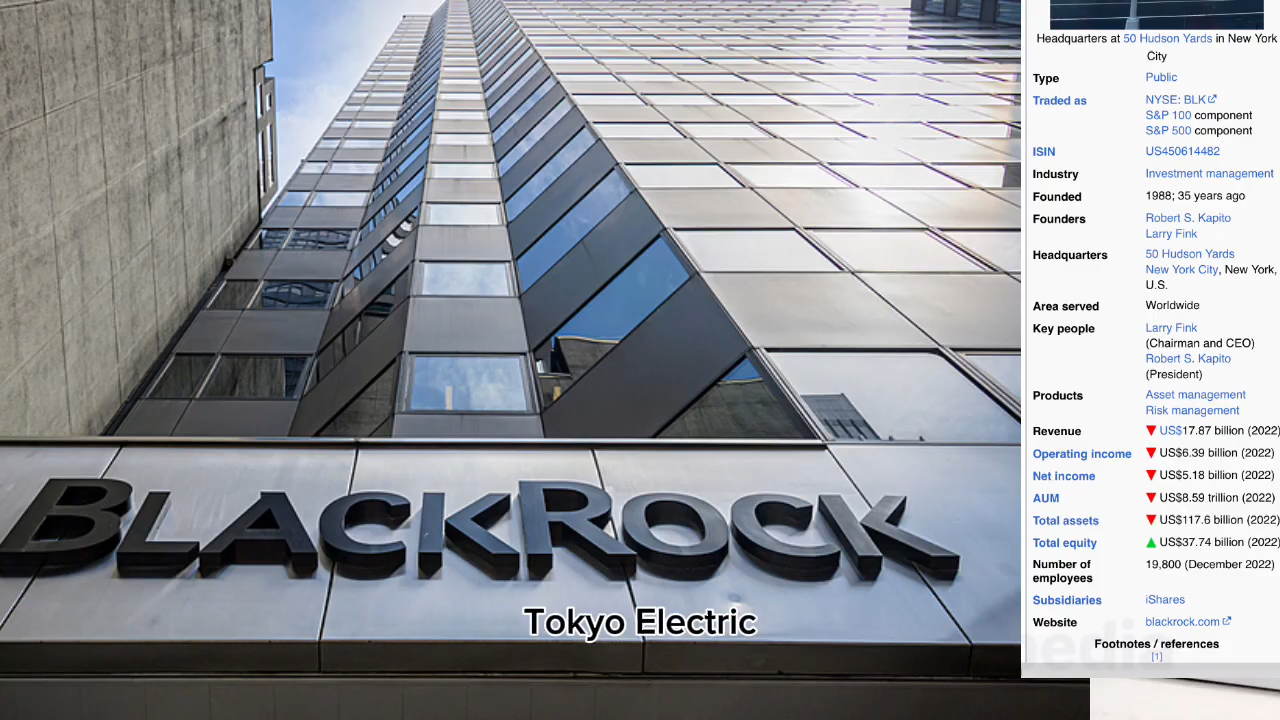 BLACKROCK
Tokyo Electric
Headquarters at 50 Hudson Yards in New York
City
Type Public
Traded as NYSE: BLK
S&P 100 component
S&P 500 component
ISIN US450614482
Industry Investment management
Founded 1988; 35 years ago
Founders Robert S. Kapito
Larry Fink
Headquarters 50 Hudson Yards
New York City, New York,
U.S.
Area served Worldwide
Key people Larry Fink
(Chairman and CEO)
Robert S. Kapito
(President)
Products Asset management
Risk management
Revenue ▼ US$17.87 billion (2022)
Operating income ▼ US$6.39 billion (2022)
Net income ▼ US$5.18 billion (2022)
AUM ▼ US$8.59 trillion (2022)
Total assets ▼ US$117.6 billion (2022)
Total equity ▲ US$37.74 billion (2022)
Number of employees 19,800 (December 2022)
Subsidiaries iShares
Website blackrock.com
Footnotes / references
[1]